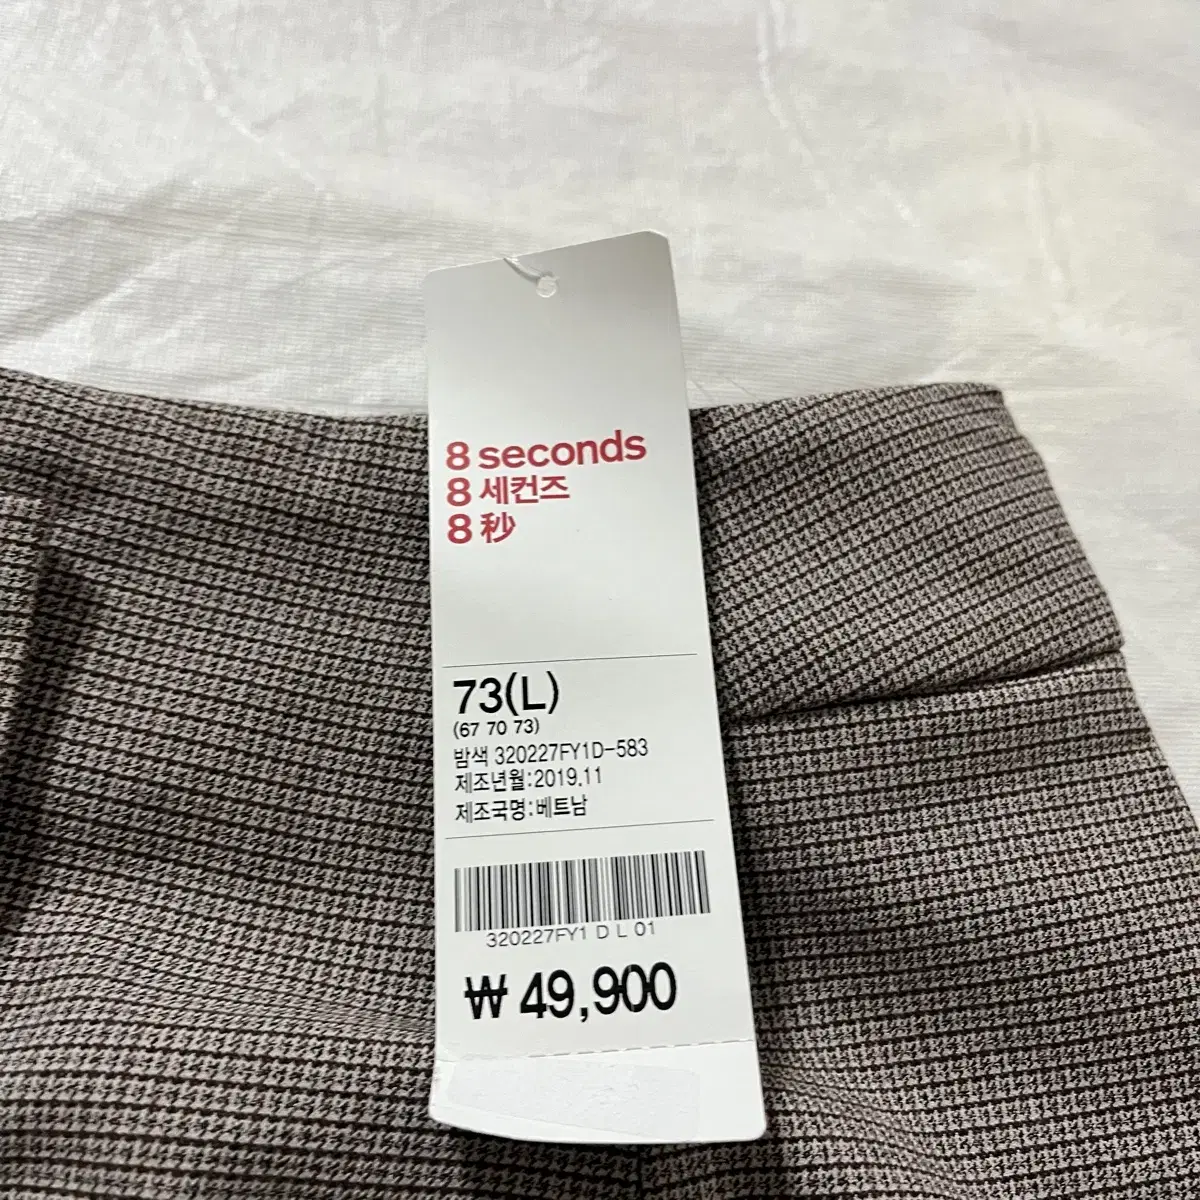 8 seconds
8 세컨즈
8 秒
73(L)
(67 70 73)
밤색 320227FY1D-583
제조년월:2019.11
제조국명:베트남
320227FY1 D L 01
₩ 49,900